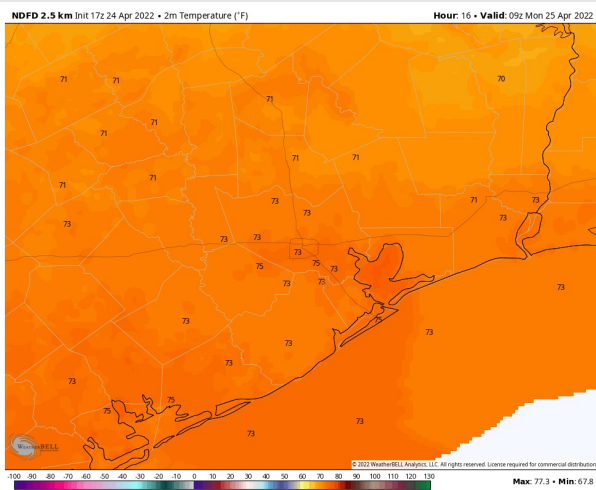 NDFD 2.5 km Init 17z 24 Apr 2022 • 2m Temperature (°F) Hour: 16 • Valid: 09z Mon 25 Apr 2022
71 71 70
71
71
71
71 71
71
71
73 71 73
73 73
73
73 73
73
75 75 73
73 73 73
73 73
75
73
73
73
75
75
73
73
WEATHERBELL
© 2022 WeatherBELL Analytics, LLC. All rights reserved. License required for commercial distribution
-100 -90 -80 -70 -60 -50 -40 -30 -20 -10 0 10 20 30 40 50 60 70 80 90 100 110 120 130
Max: 77.3 • Min: 67.8